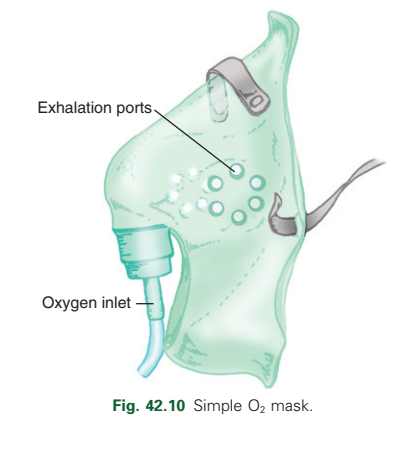 Exhalation ports
Oxygen inlet
Fig. 42.10 Simple O₂ mask.